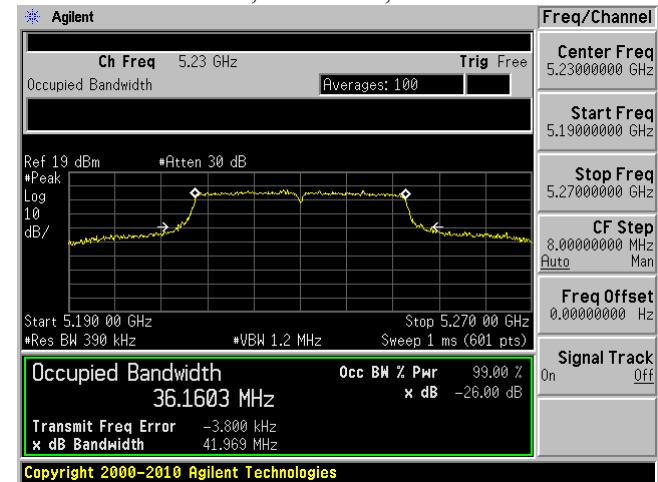 Agilent
Freq/Channel
Ch Freq 5.23 GHz Trig Free
Occupied Bandwidth Averages: 100
Center Freq
5.23000000 GHz
Start Freq
5.19000000 GHz
Stop Freq
5.27000000 GHz
CF Step
8.00000000 MHz
Auto Man
Freq Offset
0.00000000 Hz
Signal Track
On Off
Ref 19 dBm #Atten 30 dB
#Peak
Log
10
dB/
Start 5.190 00 GHz Stop 5.270 00 GHz
#Res BW 390 kHz #VBW 1.2 MHz Sweep 1 ms (601 pts)
Occupied Bandwidth Occ BW % Pwr 99.00 %
36.1603 MHz x dB -26.00 dB
Transmit Freq Error -3.800 kHz
x dB Bandwidth 41.969 MHz
Copyright 2000-2010 Agilent Technologies